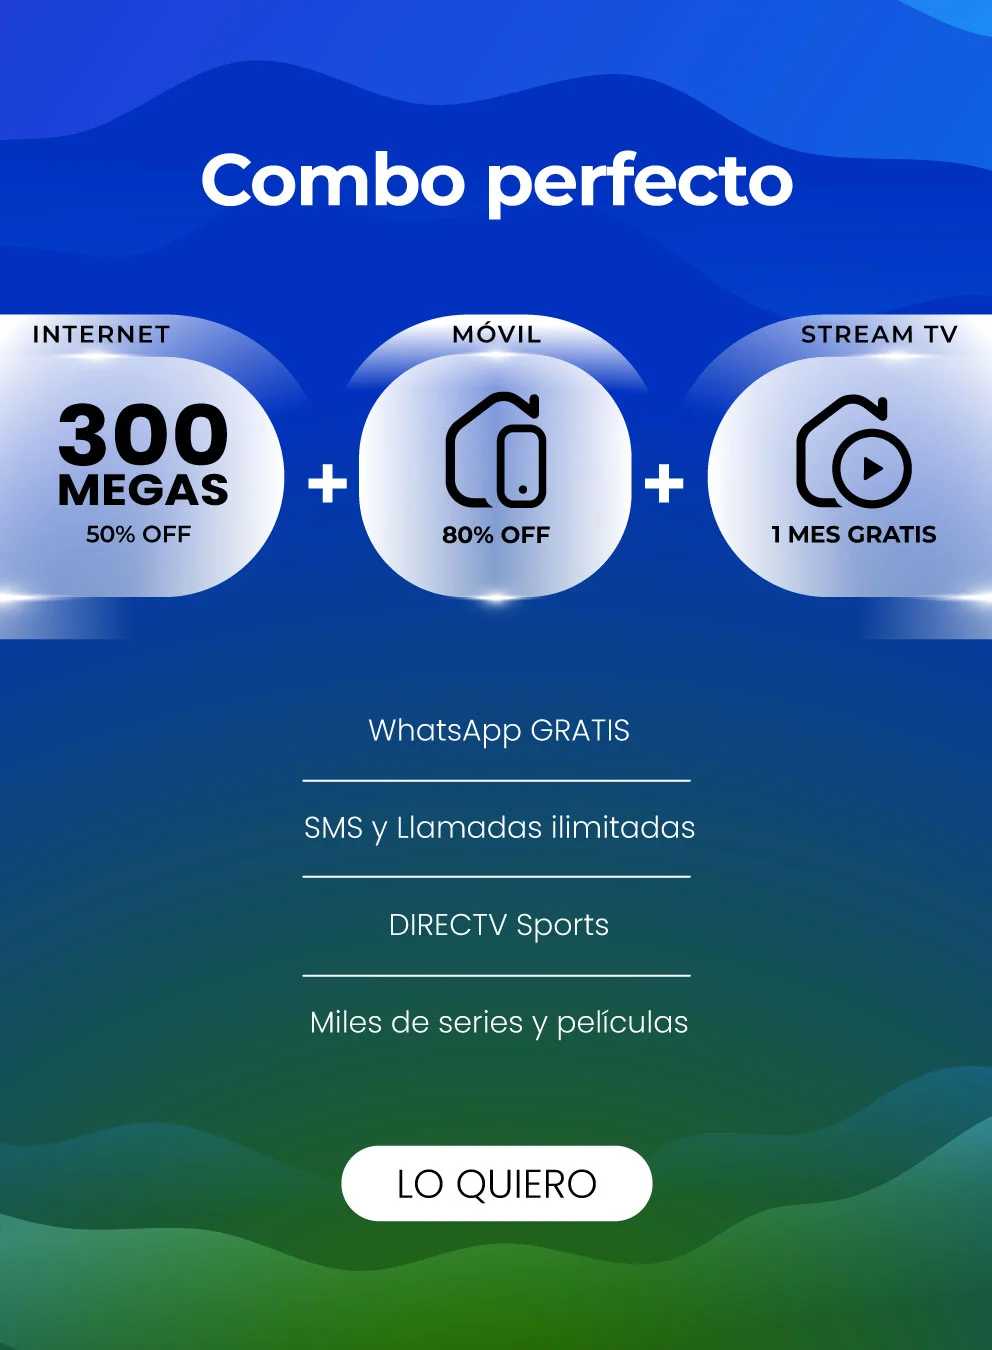 Combo perfecto
INTERNET
300
MEGAS
50% OFF
+
MÓVIL
80% OFF
+
STREAM TV
1 MES GRATIS
WhatsApp GRATIS
SMS y Llamadas ilimitadas
DIRECTV Sports
Miles de series y películas
LO QUIERO